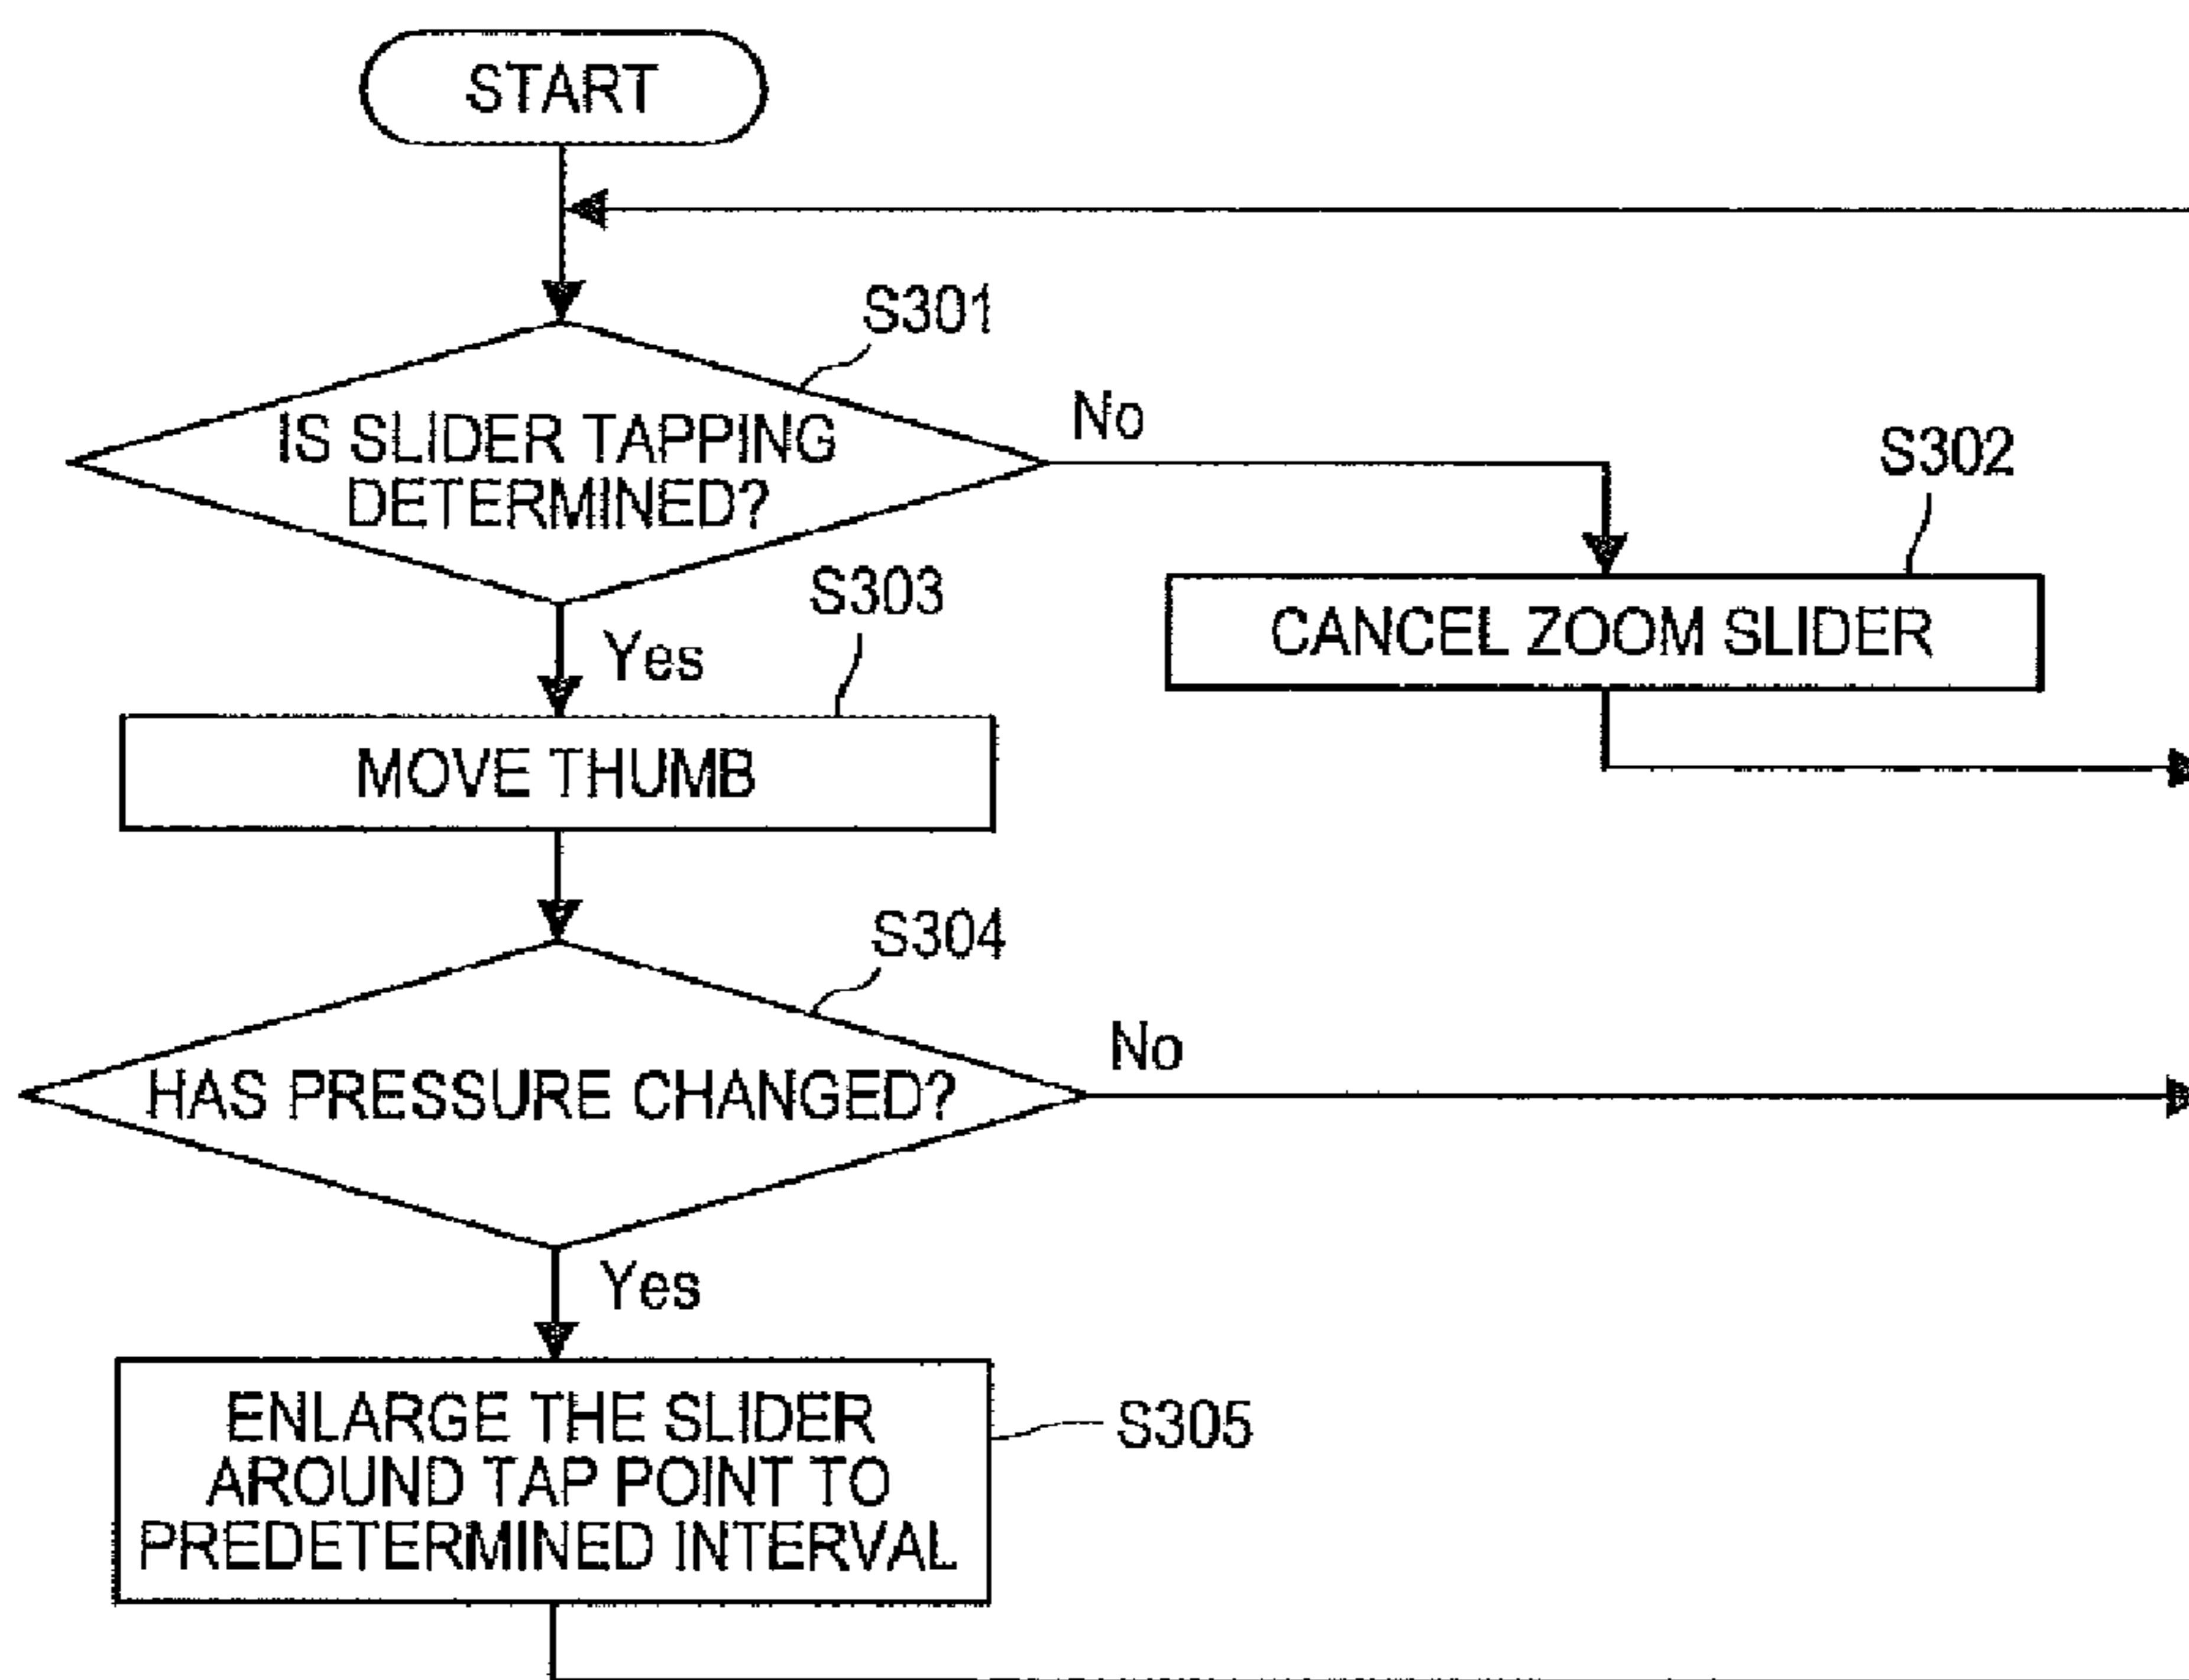 START
S301
IS SLIDER TAPPING
DETERMINED?
No
S302
CANCEL ZOOM SLIDER
Yes
S303
MOVE THUMB
S304
HAS PRESSURE CHANGED?
No
Yes
ENLARGE THE SLIDER
AROUND TAP POINT TO
PREDETERMINED INTERVAL
S305